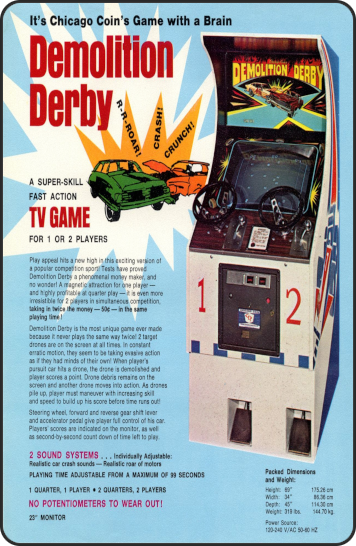 It's Chicago Coin's Game with a Brain
Demolition
Derby
R-R-ROAR!
CRASH!
CRUNCH!
DEMOLITION DERBY
A SUPER-SKILL
FAST ACTION
TV GAME
FOR 1 OR 2 PLAYERS
Play appeal hits a new high in this exciting version of
a popular competition sport! Tests have proved
Demolition Derby a phenomenal money maker, and
no wonder! A magnetic attraction for one player —
and highly profitable at quarter play — it is even more
irresistible for 2 players in simultaneous competition,
taking in twice the money — 50¢ — in the same
playing time!
Demolition Derby is the most unique game ever made
because it never plays the same way twice! 2 target
drones are on the screen at all times, in constant
erratic motion, they seem to be taking evasive action
as if they had minds of their own! When player's
pursuit car hits a drone, the drone is demolished and
player scores a point. Drone debris remains on the
screen and another drone moves into action. As drones
pile up, player must maneuver with increasing skill
and speed to build up his score before time runs out!
Steering wheel, forward and reverse gear shift lever
and accelerator pedal give player full control of his car.
Players' scores are indicated on the monitor, as well
as second-by-second count down of time left to play.
1
2
2 SOUND SYSTEMS . . . Individually Adjustable:
Realistic car crash sounds — Realistic roar of motors
PLAYING TIME ADJUSTABLE FROM A MAXIMUM OF 99 SECONDS
1 QUARTER, 1 PLAYER • 2 QUARTERS, 2 PLAYERS
NO POTENTIOMETERS TO WEAR OUT!
23" MONITOR
Packed Dimensions
and Weight:
Height: 69" 175.26 cm
Width: 34" 86.36 cm
Depth: 45" 114.30 cm
Weight: 319 lbs. 144.70 kg.
Power Source:
120-240 V/AC 50-60 HZ